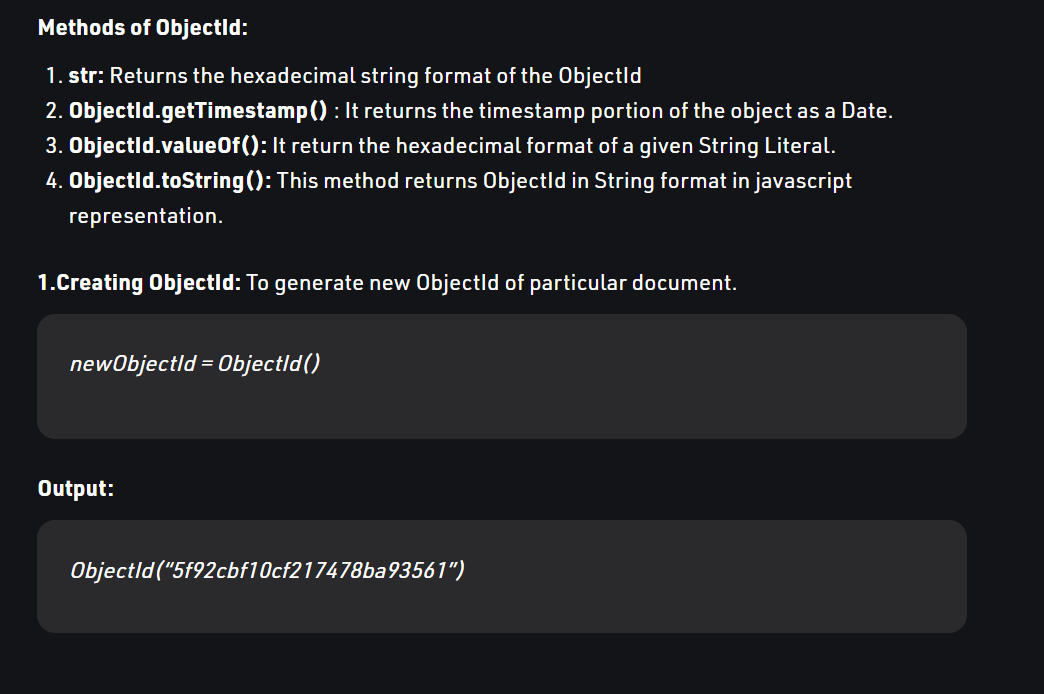 Methods of ObjectId:
1. str: Returns the hexadecimal string format of the ObjectId
2. ObjectId.getTimestamp() : It returns the timestamp portion of the object as a Date.
3. ObjectId.valueOf(): It return the hexadecimal format of a given String Literal.
4. ObjectId.toString(): This method returns ObjectId in String format in javascript
representation.
1.Creating ObjectId: To generate new ObjectId of particular document.
newObjectId = ObjectId()
Output:
ObjectId(“5f92cbf10cf217478ba93561”)